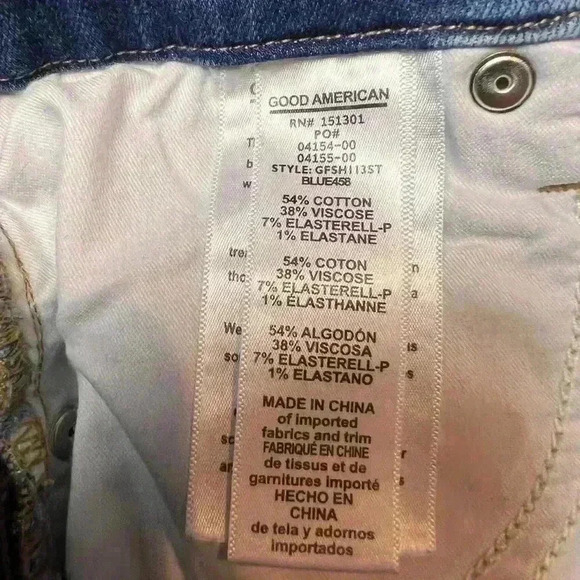 GOOD AMERICAN
RN# 151301
PO#
04154-00
04155-00
STYLE: GFSH113ST
BLUE458
54% COTTON
38% VISCOSE
7% ELASTERELL-P
1% ELASTANE
54% COTON
38% VISCOSE
7% ELASTERELL-P
1% ÉLASTHANNE
54% ALGODÓN
38% VISCOSA
7% ELASTERELL-P
1% ELASTANO
MADE IN CHINA
of imported
fabrics and trim
FABRIQUÉ EN CHINE
de tissus et de
garnitures importé
HECHO EN
CHINA
de tela y adornos
importados